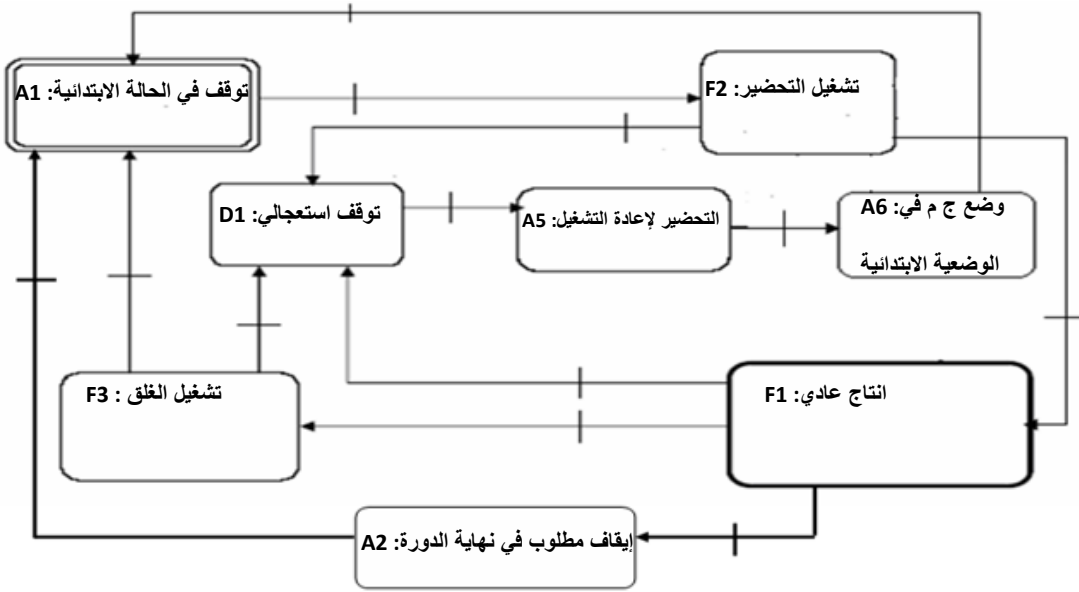 A1: توقف في الحالة الابتدائية
F2: تشغيل التحضير
D1: توقف استعجالي
A5: التحضير لإعادة التشغيل
A6: وضع ج م في
الوضعية الابتدائية
F3 : تشغيل الغلق
F1: انتاج عادي
A2: إيقاف مطلوب في نهاية الدورة